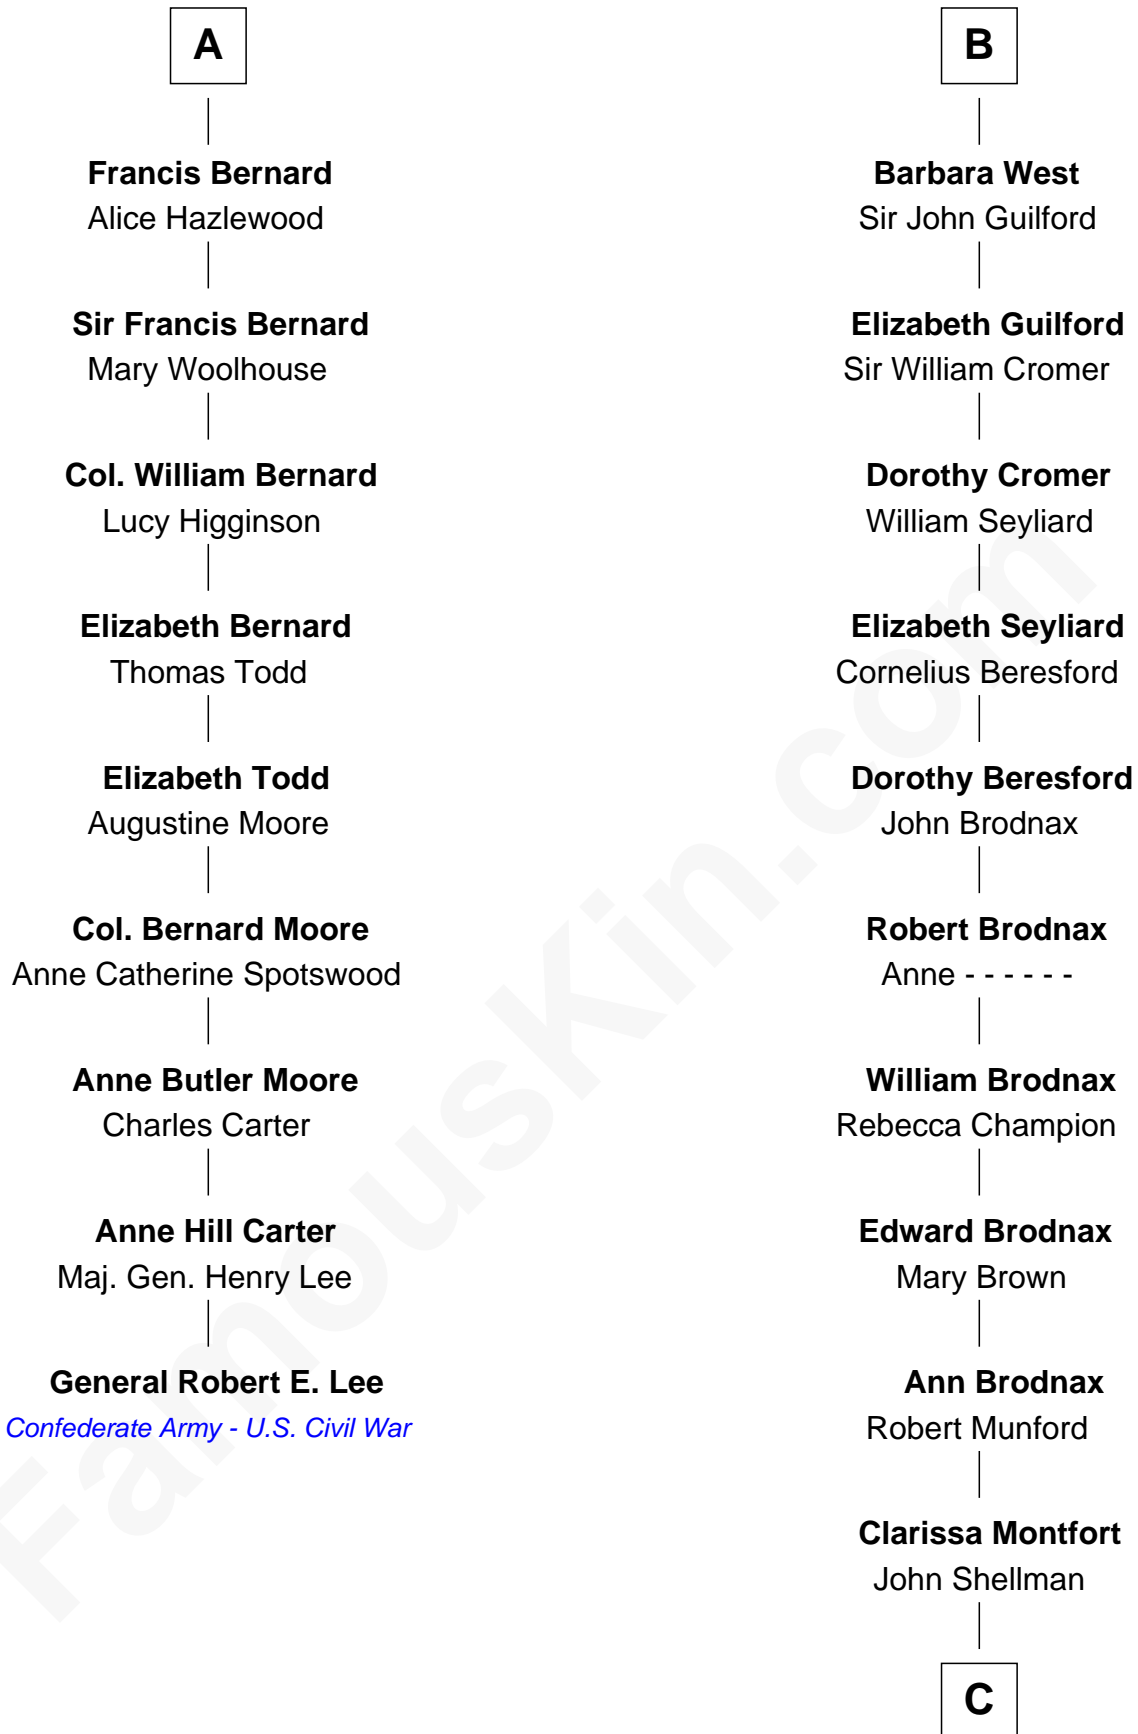 A
Francis Bernard
Alice Hazlewood
Sir Francis Bernard
Mary Woolhouse
Col. William Bernard
Lucy Higginson
Elizabeth Bernard
Thomas Todd
Elizabeth Todd
Augustine Moore
Col. Bernard Moore
Anne Catherine Spotswood
Anne Butler Moore
Charles Carter
Anne Hill Carter
Maj. Gen. Henry Lee
General Robert E. Lee
Confederate Army - U.S. Civil War
B
Barbara West
Sir John Guilford
Elizabeth Guilford
Sir William Cromer
Dorothy Cromer
William Seyliard
Elizabeth Seyliard
Cornelius Beresford
Dorothy Beresford
John Brodnax
Robert Brodnax
Anne - - - - - -
William Brodnax
Rebecca Champion
Edward Brodnax
Mary Brown
Ann Brodnax
Robert Munford
Clarissa Montfort
John Shellman
C
FamousKin.com